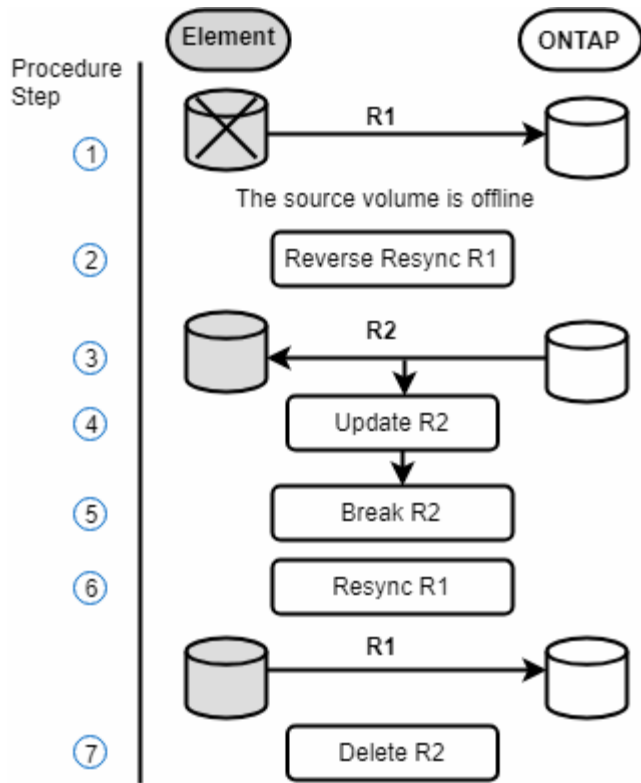 Element
ONTAP
Procedure
Step
R1
1
The source volume is offline
2
Reverse Resync R1
R2
3
4
Update R2
5
Break R2
6
Resync R1
R1
7
Delete R2